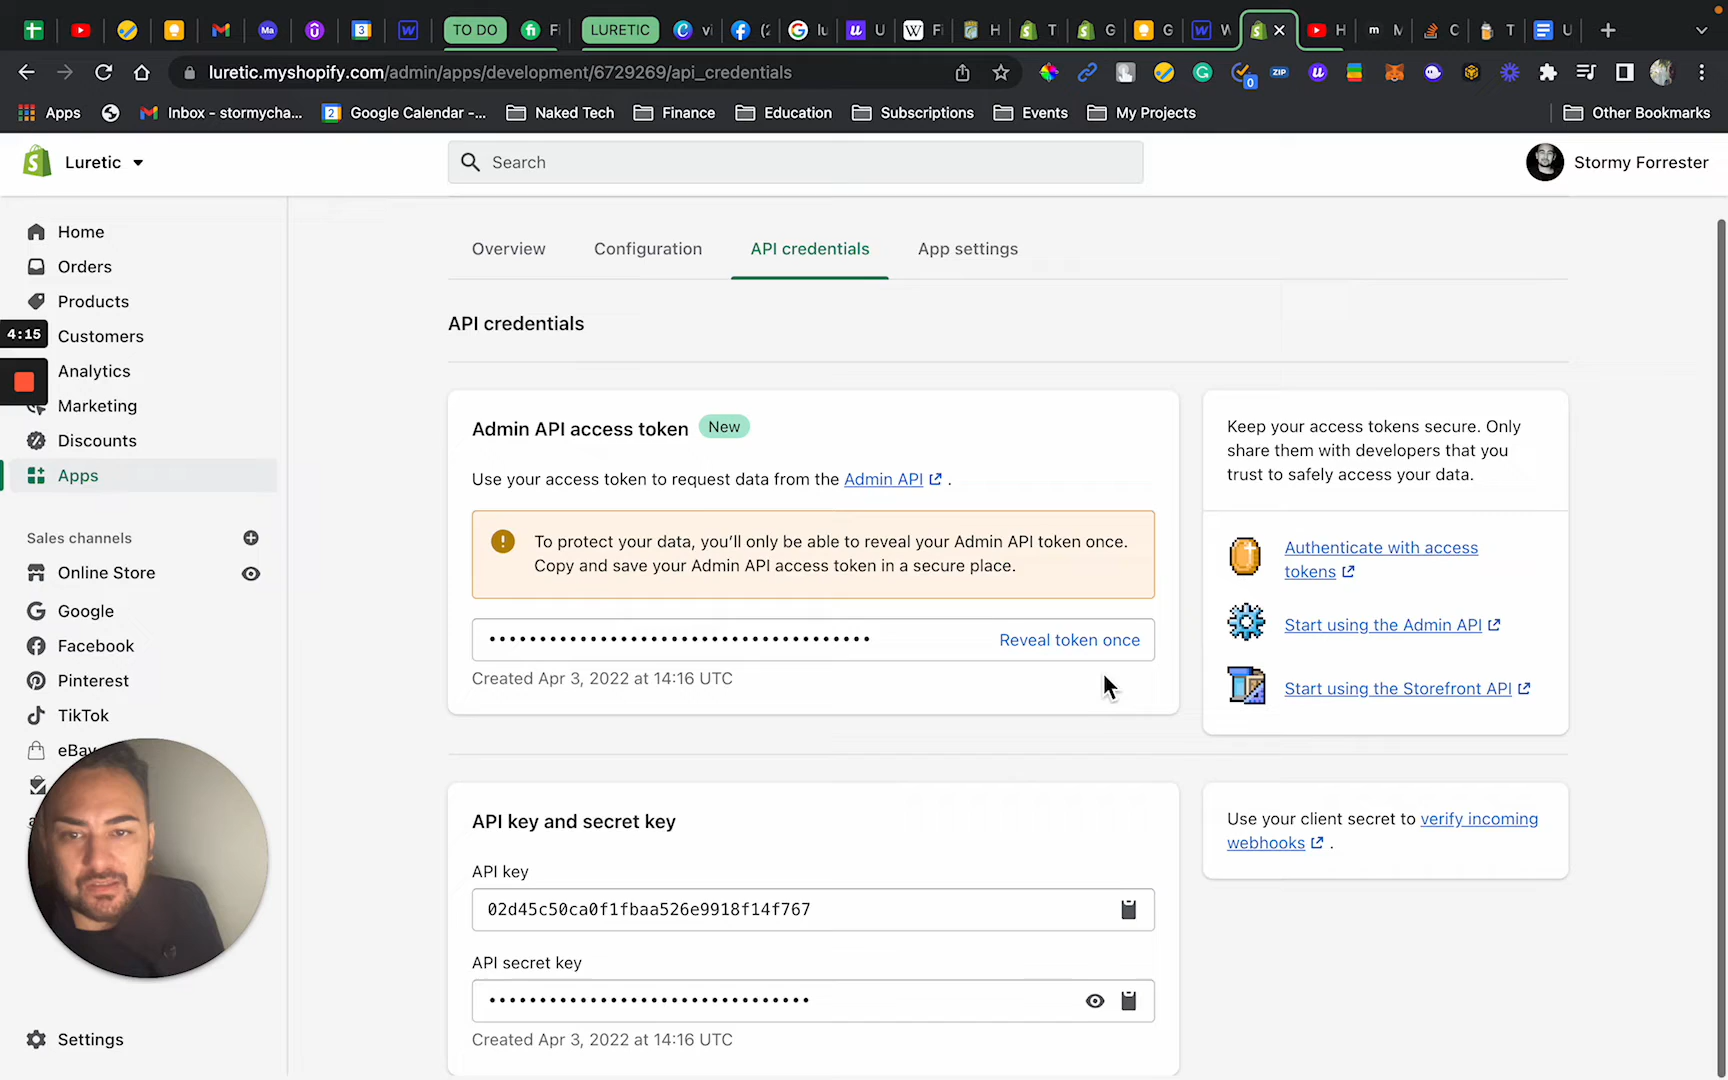 TO DO
F
LURETIC
vi
(2
lu
U
F
H
T
G
G
W
H
M
C
T
U
luretic.myshopify.com/admin/apps/development/6729269/api_credentials
0
ZIP
Apps
Inbox - stormycha...
2
Google Calendar -...
Naked Tech
Finance
Education
Subscriptions
Events
My Projects
Other Bookmarks
Luretic
Search
Stormy Forrester
Home
Orders
Products
4:15
Customers
Analytics
Marketing
Discounts
Apps
Sales channels
Online Store
Google
Facebook
Pinterest
TikTok
eBay
Settings
Overview
Configuration
API credentials
App settings
API credentials
Admin API access token
New
Use your access token to request data from the Admin API .
To protect your data, you’ll only be able to reveal your Admin API token once.
Copy and save your Admin API access token in a secure place.
••••••••••••••••••••••••••••••••••••••
Reveal token once
Created Apr 3, 2022 at 14:16 UTC
Keep your access tokens secure. Only
share them with developers that you
trust to safely access your data.
Authenticate with access
tokens
Start using the Admin API
Start using the Storefront API
API key and secret key
API key
02d45c50ca0f1fbaa526e9918f14f767
API secret key
••••••••••••••••••••••••••••••••
Created Apr 3, 2022 at 14:16 UTC
Use your client secret to verify incoming
webhooks .